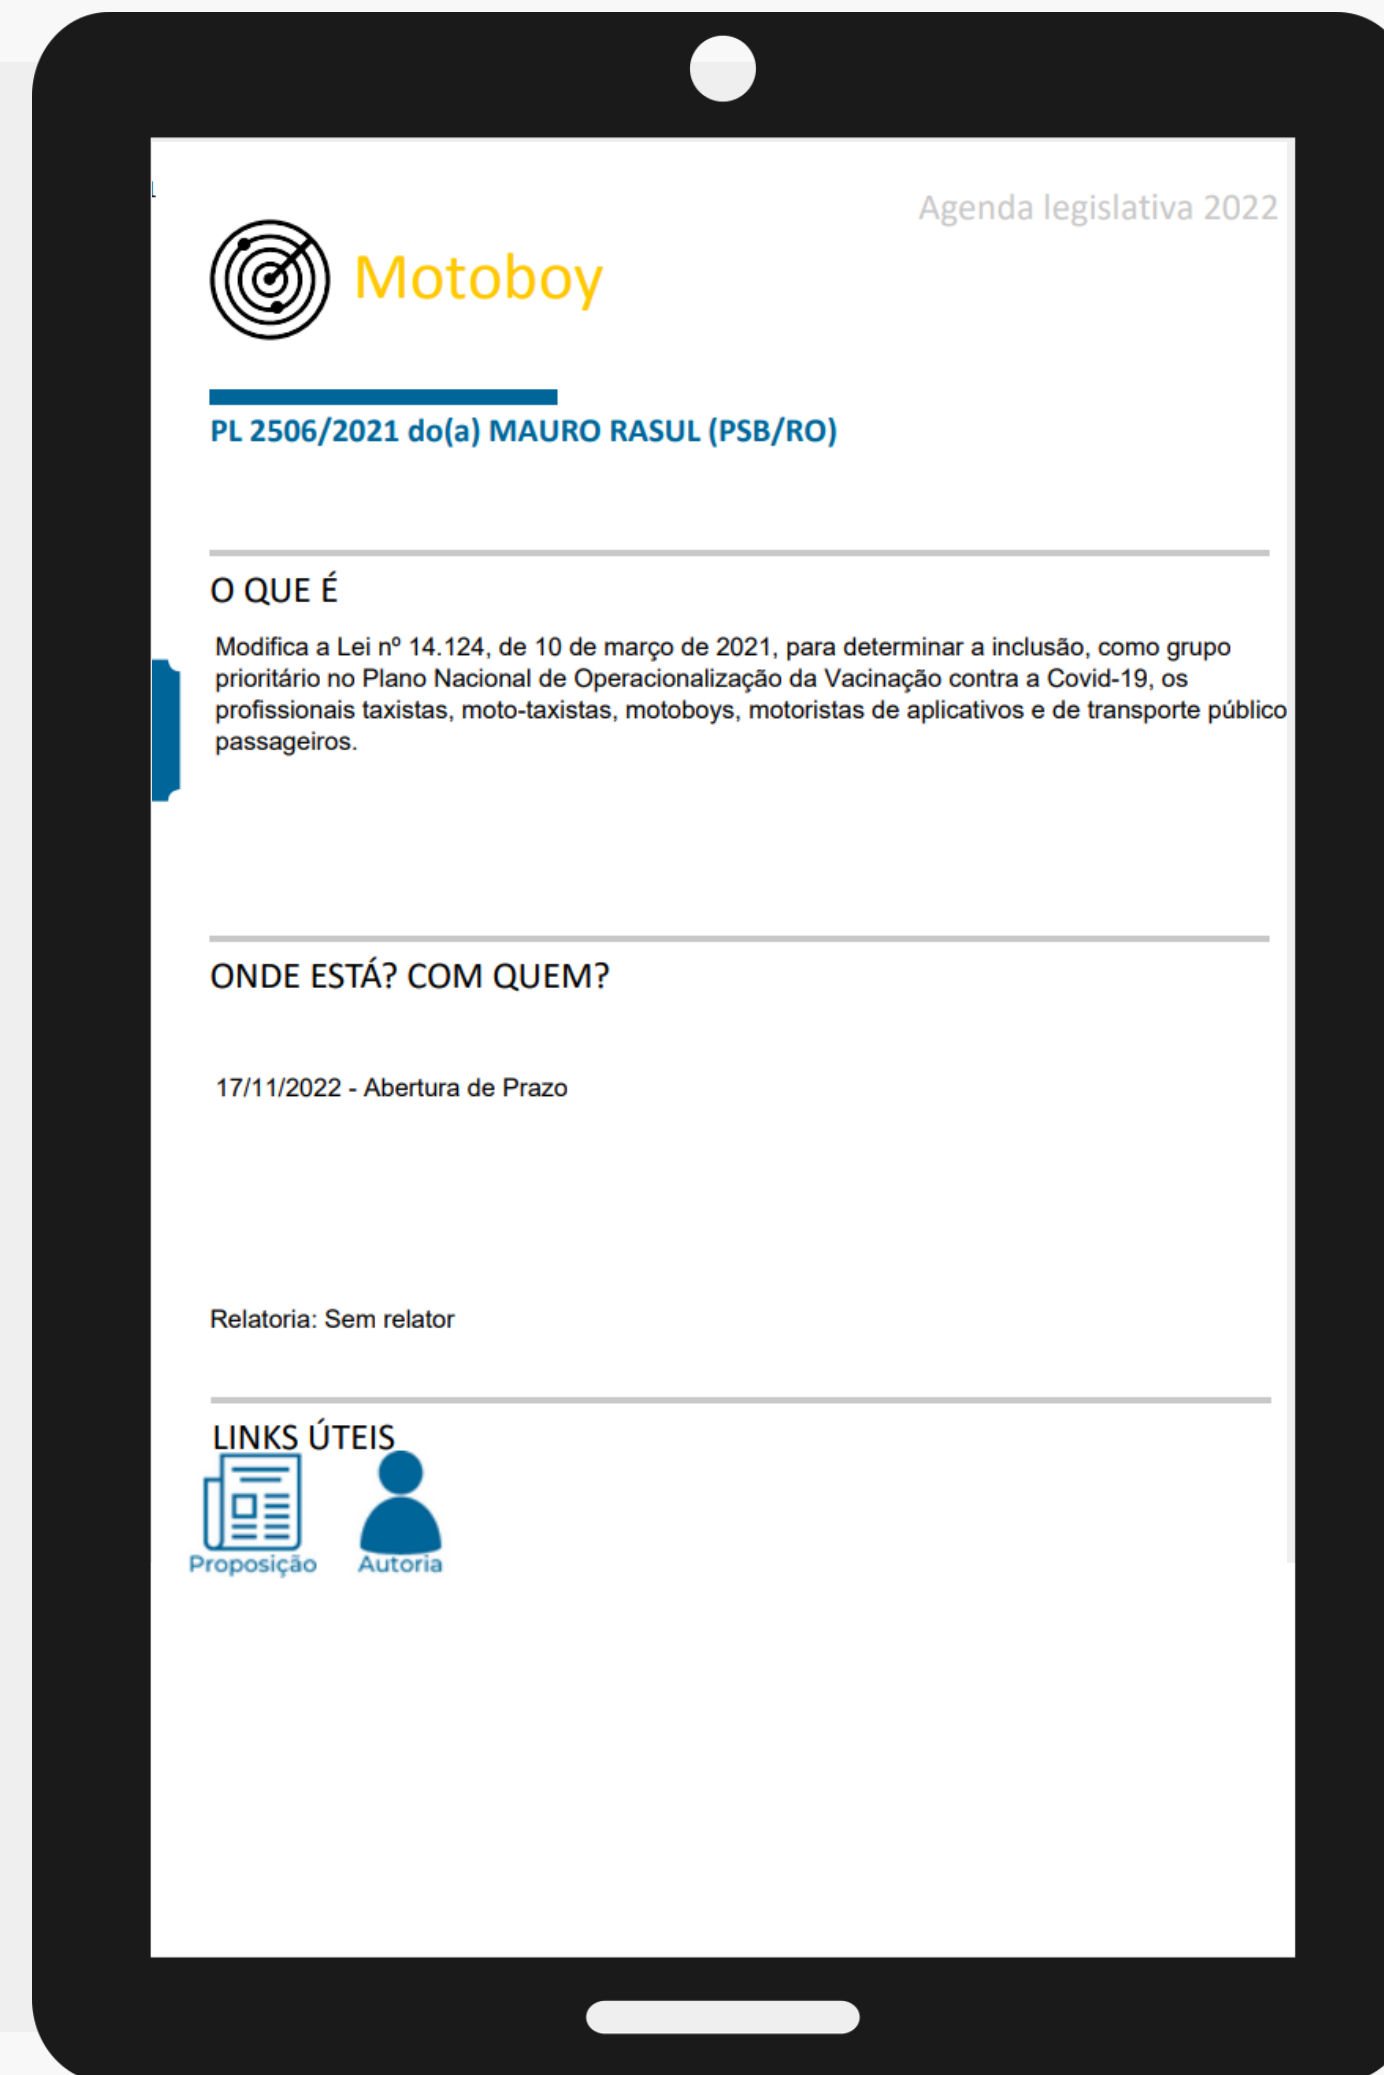 Agenda legislativa 2022
Motoboy
PL 2506/2021 do(a) MAURO RASUL (PSB/RO)
O QUE É
Modifica a Lei nº 14.124, de 10 de março de 2021, para determinar a inclusão, como grupo
prioritário no Plano Nacional de Operacionalização da Vacinação contra a Covid-19, os
profissionais taxistas, moto-taxistas, motoboys, motoristas de aplicativos e de transporte público
passageiros.
ONDE ESTÁ? COM QUEM?
17/11/2022 - Abertura de Prazo
Relatoria: Sem relator
LINKS ÚTEIS
Proposição
Autoria